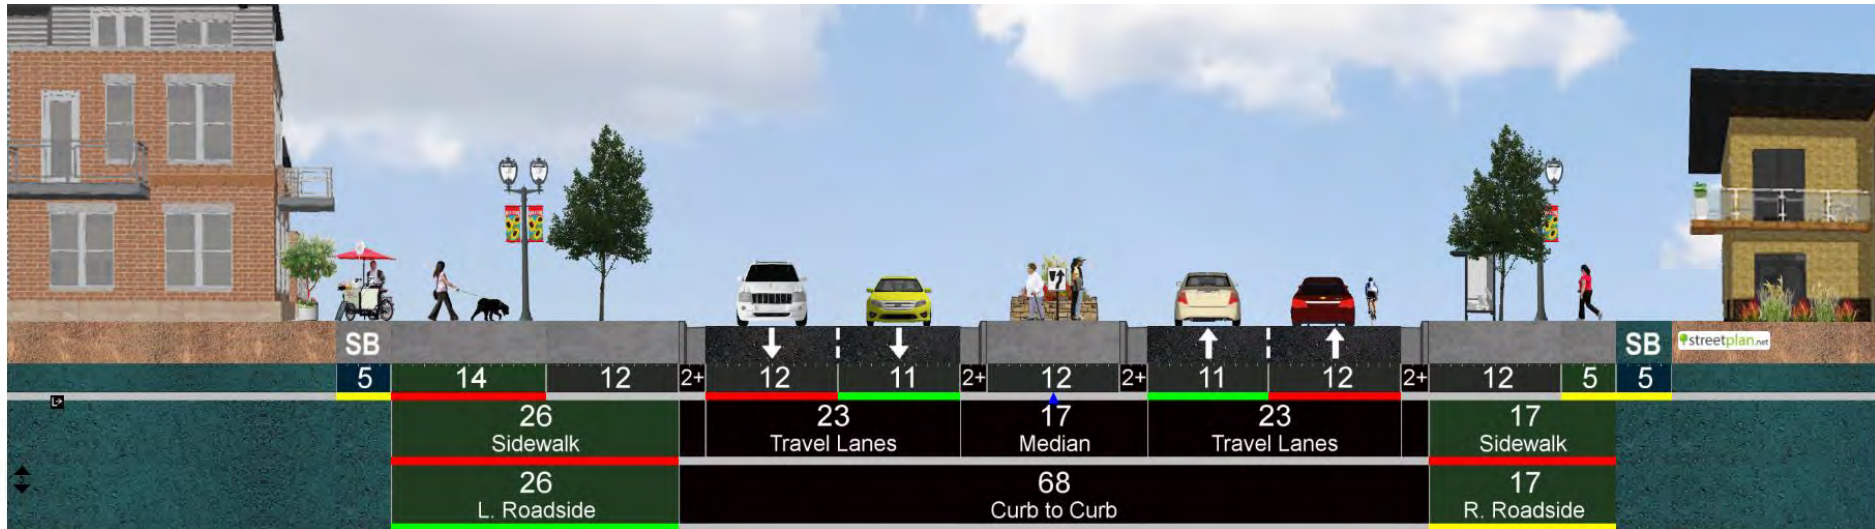 SB
SB
streetplan.net
5 14 12 2+ 12 11 2+ 12 2+ 11 12 2+ 12 5 5
26 23 17 23 17
Sidewalk Travel Lanes Median Travel Lanes Sidewalk
26 68 17
L. Roadside Curb to Curb R. Roadside